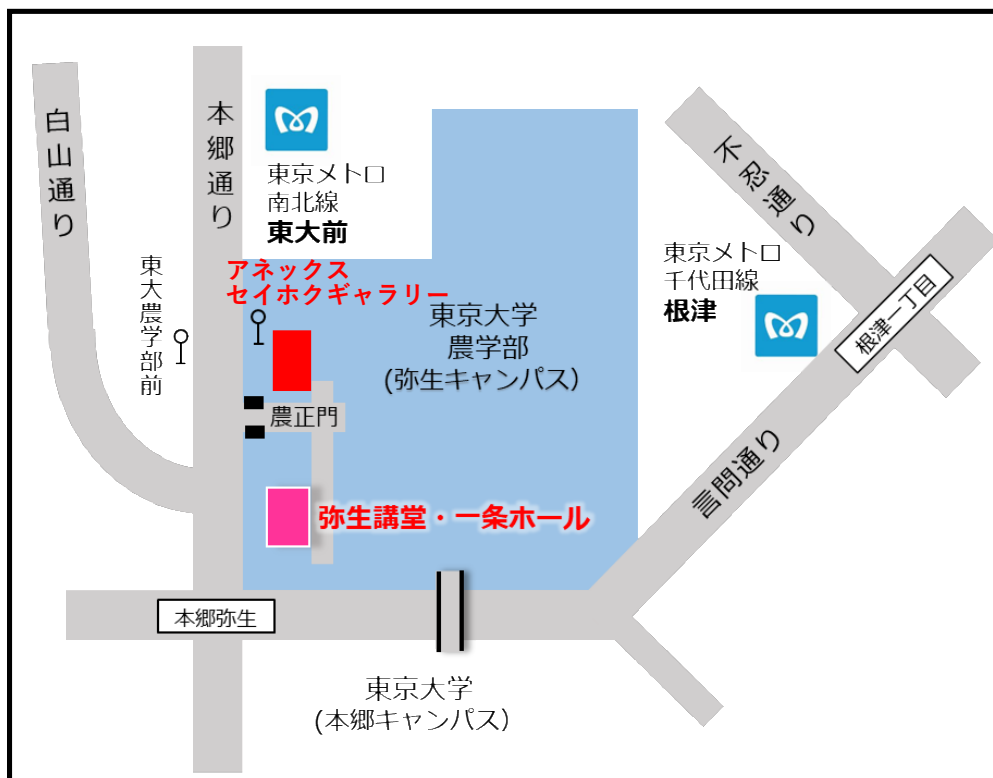 白山通り
本郷通り
東京メトロ
南北線
東大前
不忍通り
東京メトロ
千代田線
根津
根津一丁目
東大農学部前
アネックス
セイホクギャラリー
東京大学
農学部
(弥生キャンパス)
農正門
言問通り
弥生講堂・一条ホール
本郷弥生
東京大学
(本郷キャンパス)